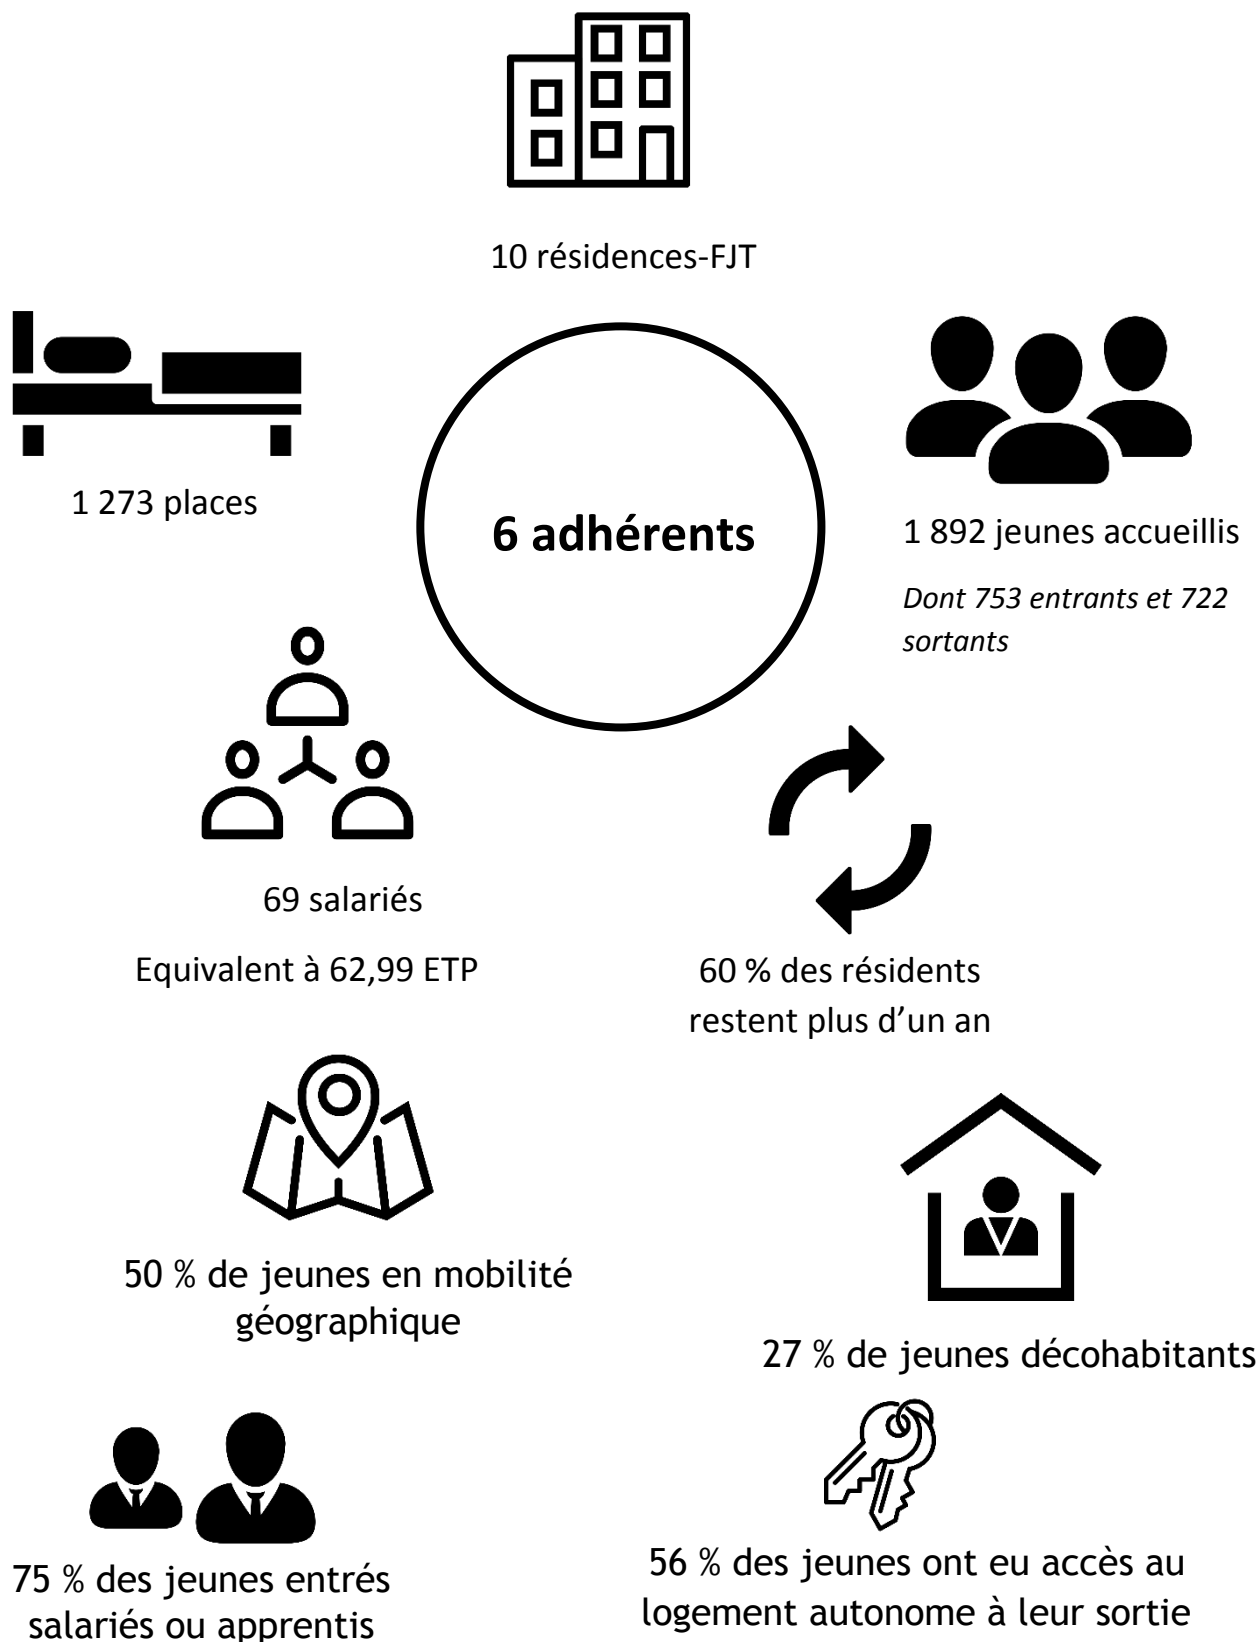 10 résidences-FJT
1 273 places
6 adhérents
1 892 jeunes accueillis
Dont 753 entrants et 722
sortants
69 salariés
Equivalent à 62,99 ETP
60 % des résidents
restent plus d’un an
50 % de jeunes en mobilité
géographique
27 % de jeunes décohabitants
75 % des jeunes entrés
salariés ou apprentis
56 % des jeunes ont eu accès au
logement autonome à leur sortie